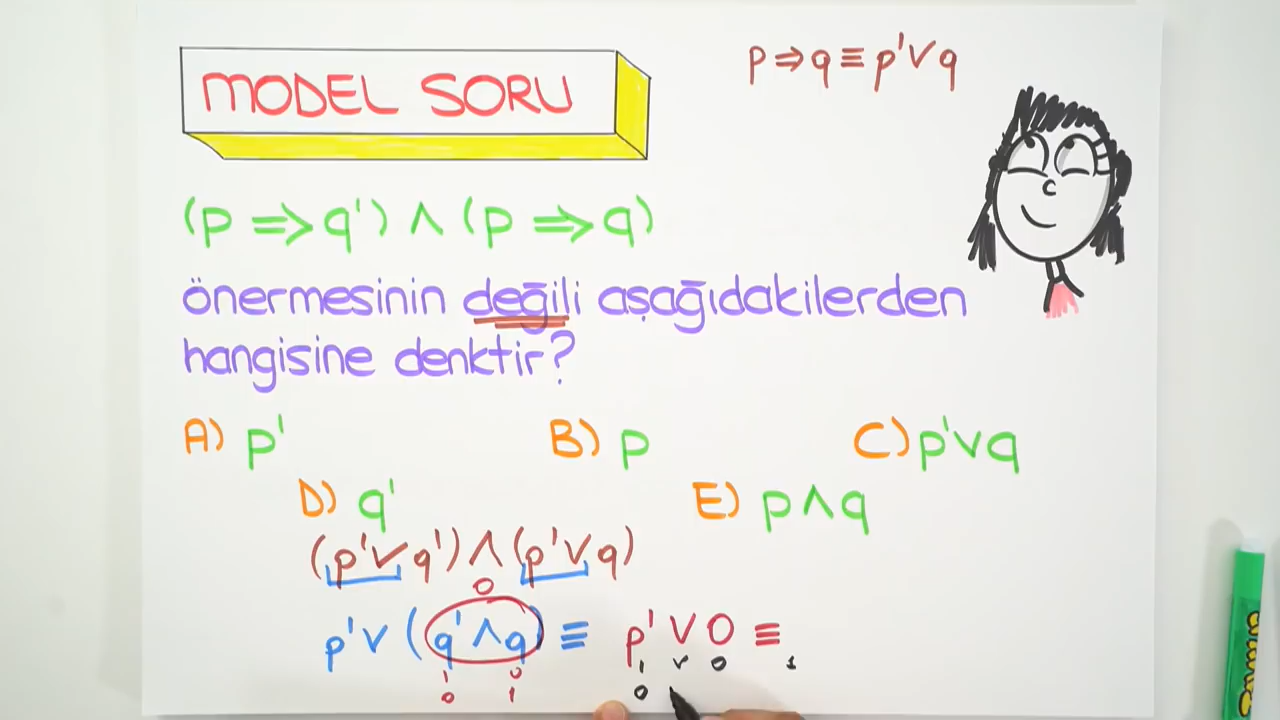 MODEL SORU
p⇒q≡p'∨q
(p ⇒ q') ∧ (p ⇒ q)
önermesinin değili aşağıdakilerden
hangisine denktir?
A) p' B) p C) p'∨q
D) q' E) p∧q
(p'∨q') ∧ (p'∨q)
0
p'∨ (q'∧q) ≡ p'∨0 ≡
1 0 1 ∨ 0 1
0 1 0